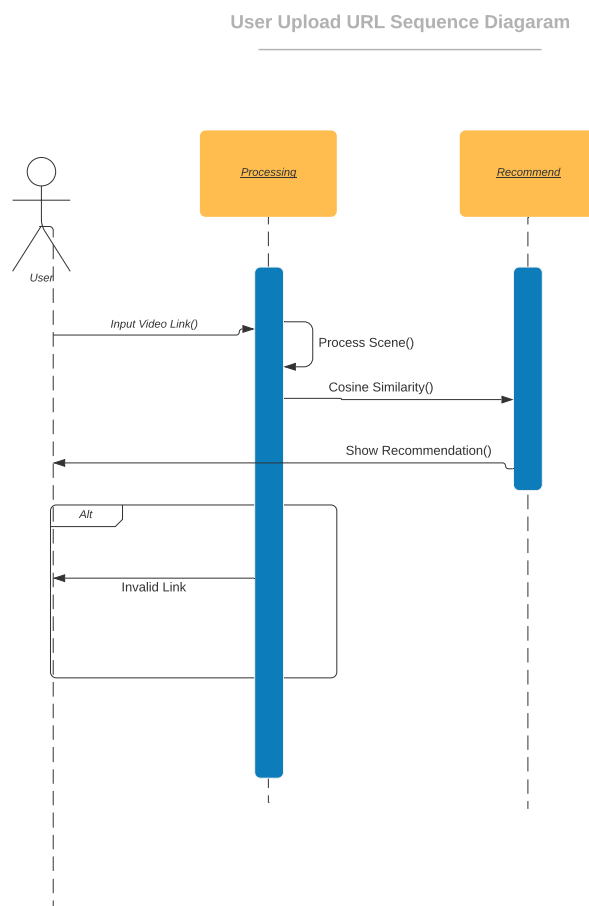 User Upload URL Sequence Diagaram
Processing
Recommend
User
Input Video Link()
Process Scene()
Cosine Similarity()
Show Recommendation()
Alt
Invalid Link